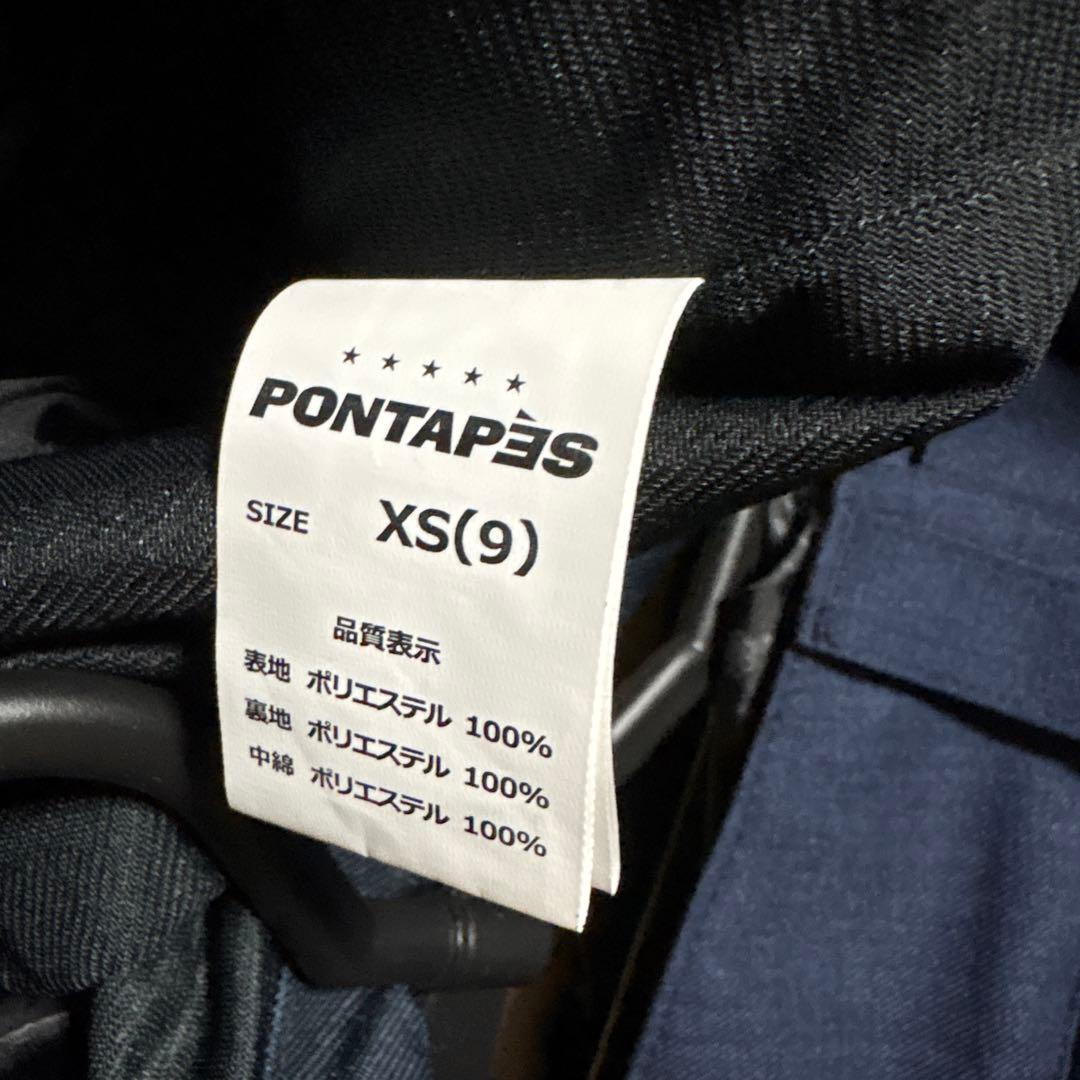 ★★★★★
PONTAPÈS
SIZE XS(9)
品質表示
表地 ポリエステル 100%
裏地 ポリエステル 100%
中綿 ポリエステル 100%